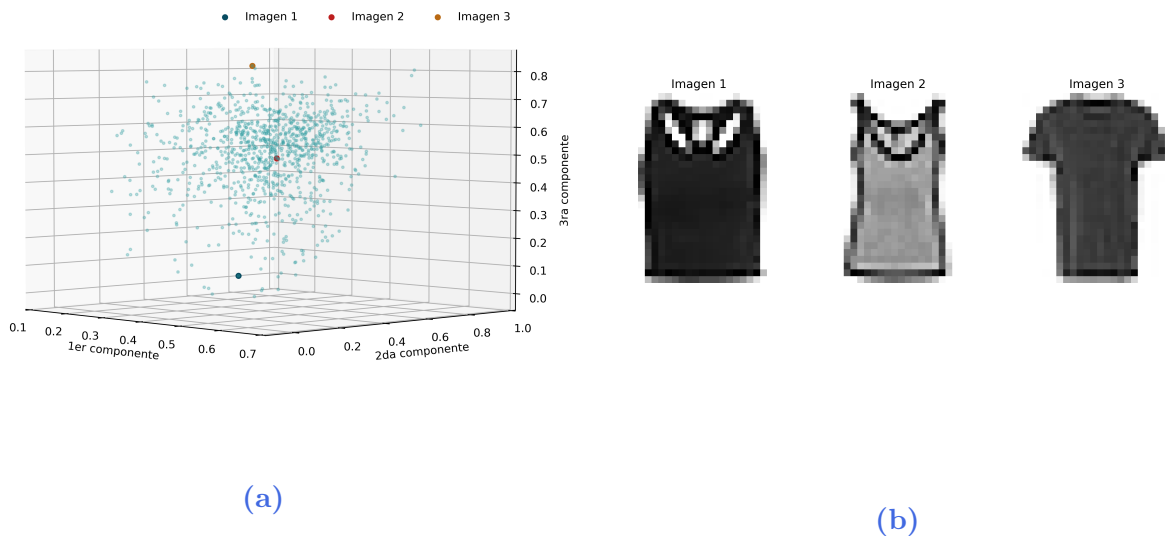 Imagen 1 Imagen 2 Imagen 3
0.8
0.7
0.6
0.5
0.4
0.3
0.2
0.1
0.0
3ra componente
0.1 0.2 0.3 0.4 0.5 0.6 0.7
1er componente
0.0 0.2 0.4 0.6 0.8 1.0
2da componente
(a)
Imagen 1 Imagen 2 Imagen 3
(b)